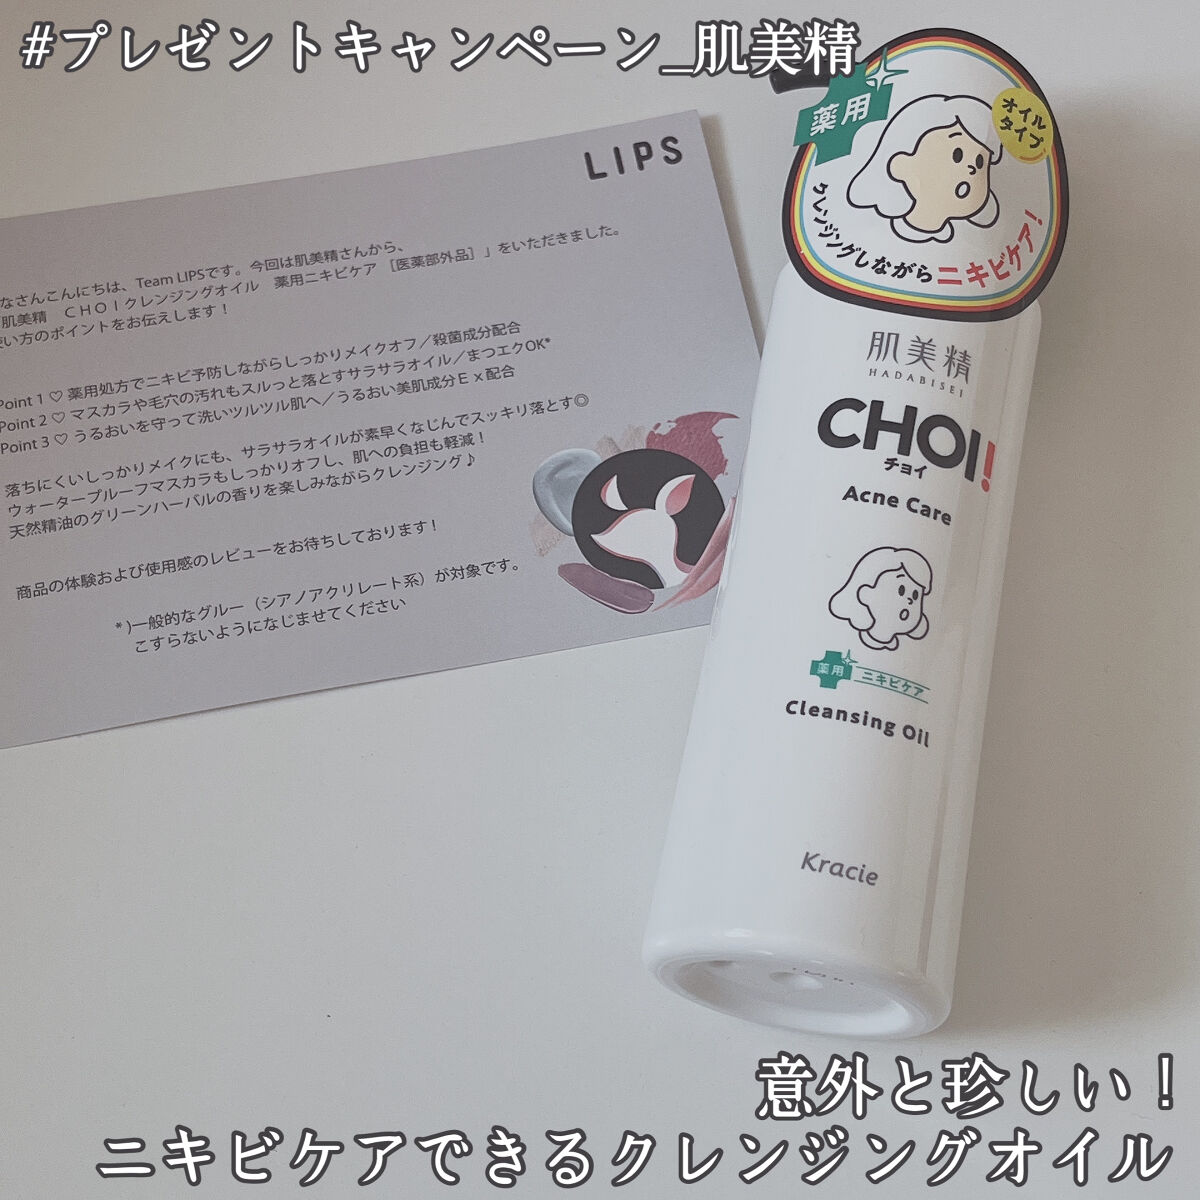 #プレゼントキャンペーン_肌美精
LIPS
なさんこんにちは、Team LIPSです。今回は肌美精さんから、
肌美精　ＣＨＯＩクレンジングオイル　薬用ニキビケア　[医薬部外品]」をいただきました。
い方のポイントをお伝えします！
Point 1 ♡ 薬用処方でニキビ予防しながらしっかりメイクオフ／殺菌成分配合
Point 2 ♡ マスカラや毛穴の汚れもスルっと落とすサラサラオイル／まつエクOK*
Point 3 ♡ うるおいを守って洗いツルツル肌へ／うるおい美肌成分Ｅｘ配合
落ちにくいしっかりメイクにも、サラサラオイルが素早くなじんでスッキリ落とす◎
ウォータープルーフマスカラもしっかりオフし、肌への負担も軽減！
天然精油のグリーンハーバルの香りを楽しみながらクレンジング♪
商品の体験および使用感のレビューをお待ちしております！
*)一般的なグルー（シアノアクリレート系）が対象です。
こすらないようになじませてください
薬用
オイル
タイプ
クレンジングしながらニキビケア!
肌美精
HADABISEI
CHOI!
チョイ
Acne Care
薬用 ニキビケア
Cleansing Oil
Kracie
意外と珍しい！
ニキビケアできるクレンジングオイル